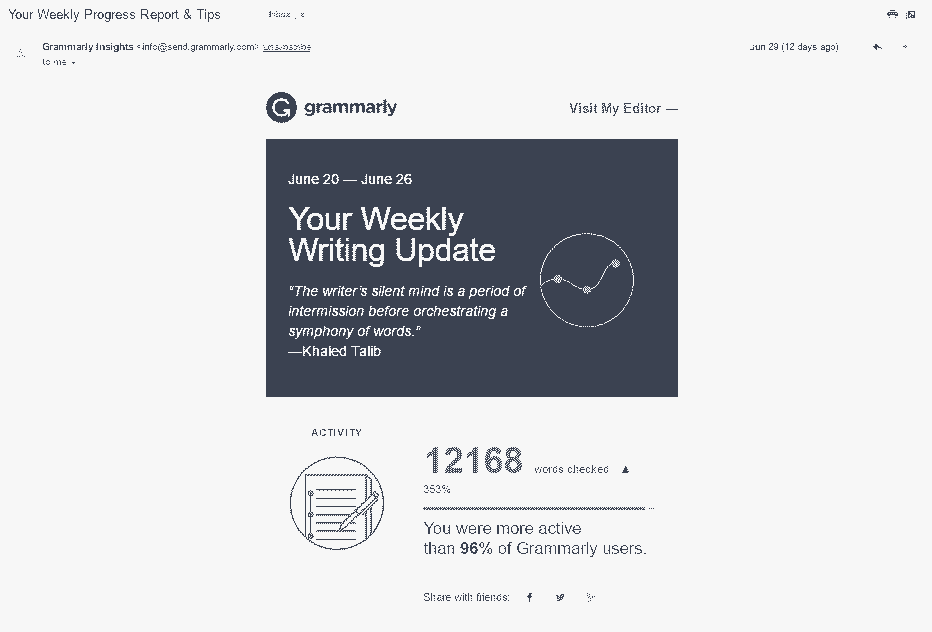 Your Weekly Progress Report & Tips
Inbox x
Grammarly Insights <info@send.grammarly.com> Unsubscribe
Jun 29 (12 days ago)
to me
grammarly
Visit My Editor —
June 20 — June 26
Your Weekly
Writing Update
"The writer's silent mind is a period of
intermission before orchestrating a
symphony of words."
—Khaled Talib
ACTIVITY
12168 words checked ▲
353%
You were more active
than 96% of Grammarly users.
Share with friends: